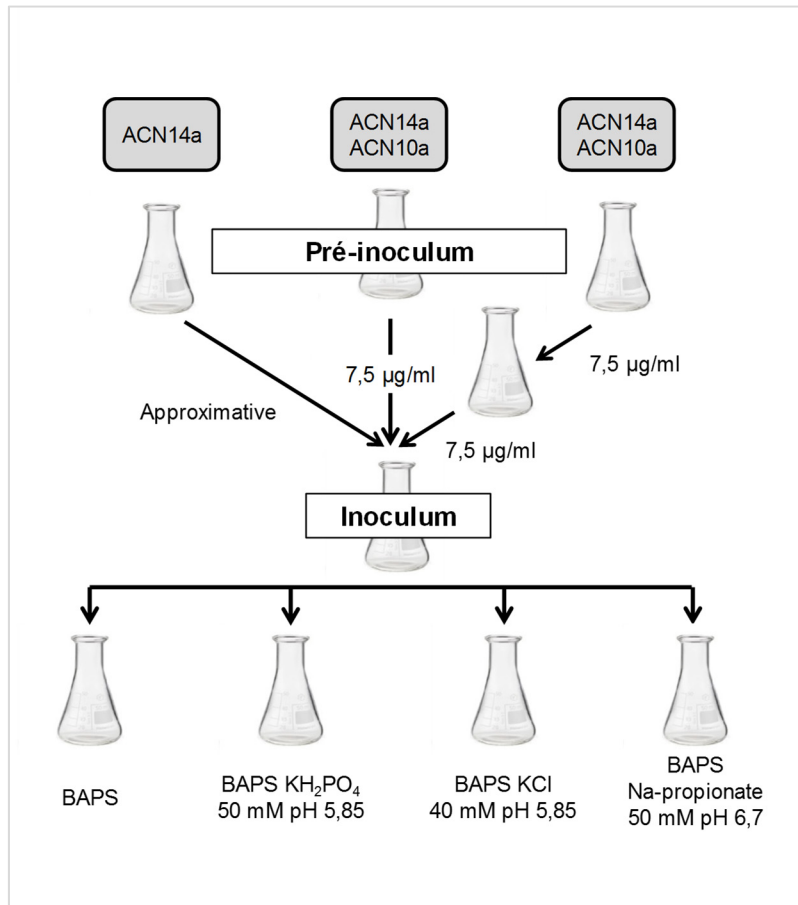 ACN14a
ACN14a
ACN10a
ACN14a
ACN10a
Pré-inoculum
7,5 µg/ml
7,5 µg/ml
Approximative
7,5 µg/ml
Inoculum
BAPS
BAPS KH₂PO₄
50 mM pH 5,85
BAPS KCl
40 mM pH 5,85
BAPS
Na-propionate
50 mM pH 6,7